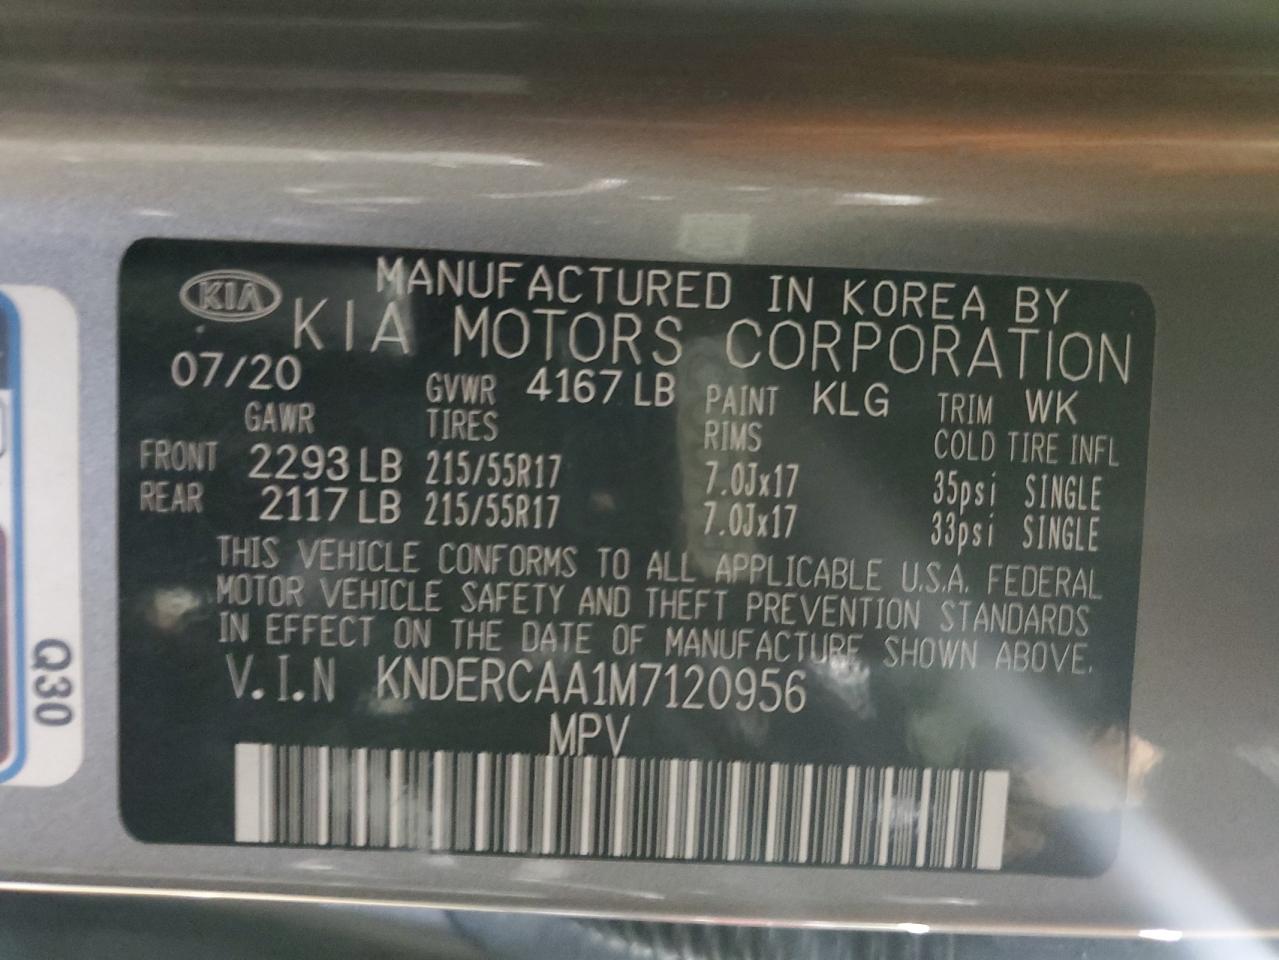 KIA
MANUFACTURED IN KOREA BY
KIA MOTORS CORPORATION
07/20 GVWR 4167 LB PAINT KLG TRIM WK
GAWR TIRES RIMS COLD TIRE INFL
FRONT 2293 LB 215/55R17 7.0Jx17 35psi SINGLE
REAR 2117 LB 215/55R17 7.0Jx17 33psi SINGLE
THIS VEHICLE CONFORMS TO ALL APPLICABLE U.S.A. FEDERAL
MOTOR VEHICLE SAFETY AND THEFT PREVENTION STANDARDS
IN EFFECT ON THE DATE OF MANUFACTURE SHOWN ABOVE.
V.I.N KNDERCAA1M7120956
MPV
Q30